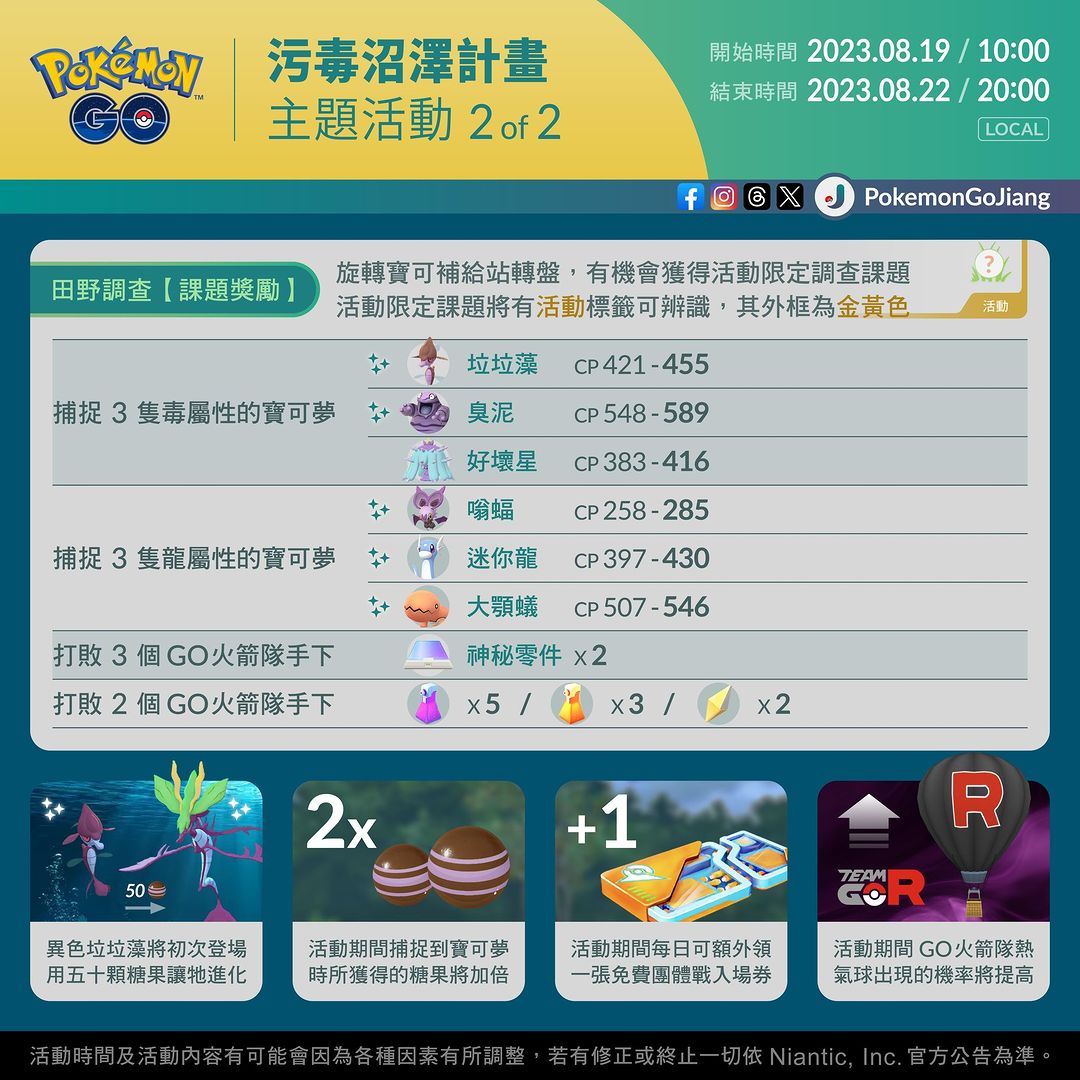 POKÉMON GO™
污毒沼澤計畫
主題活動 2 of 2
開始時間 2023.08.19 / 10:00
結束時間 2023.08.22 / 20:00
LOCAL
PokemonGoJiang
田野調查【課題獎勵】
旋轉寶可補給站轉盤，有機會獲得活動限定調查課題
活動限定課題將有活動標籤可辨識，其外框為金黃色
?
活動
捕捉 3 隻毒屬性的寶可夢
垃垃藻 CP 421 - 455
臭泥 CP 548 - 589
好壞星 CP 383 - 416
捕捉 3 隻龍屬性的寶可夢
嗡蝠 CP 258 - 285
迷你龍 CP 397 - 430
大顎蟻 CP 507 - 546
打敗 3 個 GO火箭隊手下
神秘零件 x 2
打敗 2 個 GO火箭隊手下
x 5 / x 3 / x 2
50
異色垃垃藻將初次登場
用五十顆糖果讓牠進化
2x
活動期間捕捉到寶可夢
時所獲得的糖果將加倍
+1
活動期間每日可額外領
一張免費團體戰入場券
R
TEAM GO R
活動期間 GO火箭隊熱
氣球出現的機率將提高
活動時間及活動內容有可能會因為各種因素有所調整，若有修正或終止一切依 Niantic, Inc. 官方公告為準。